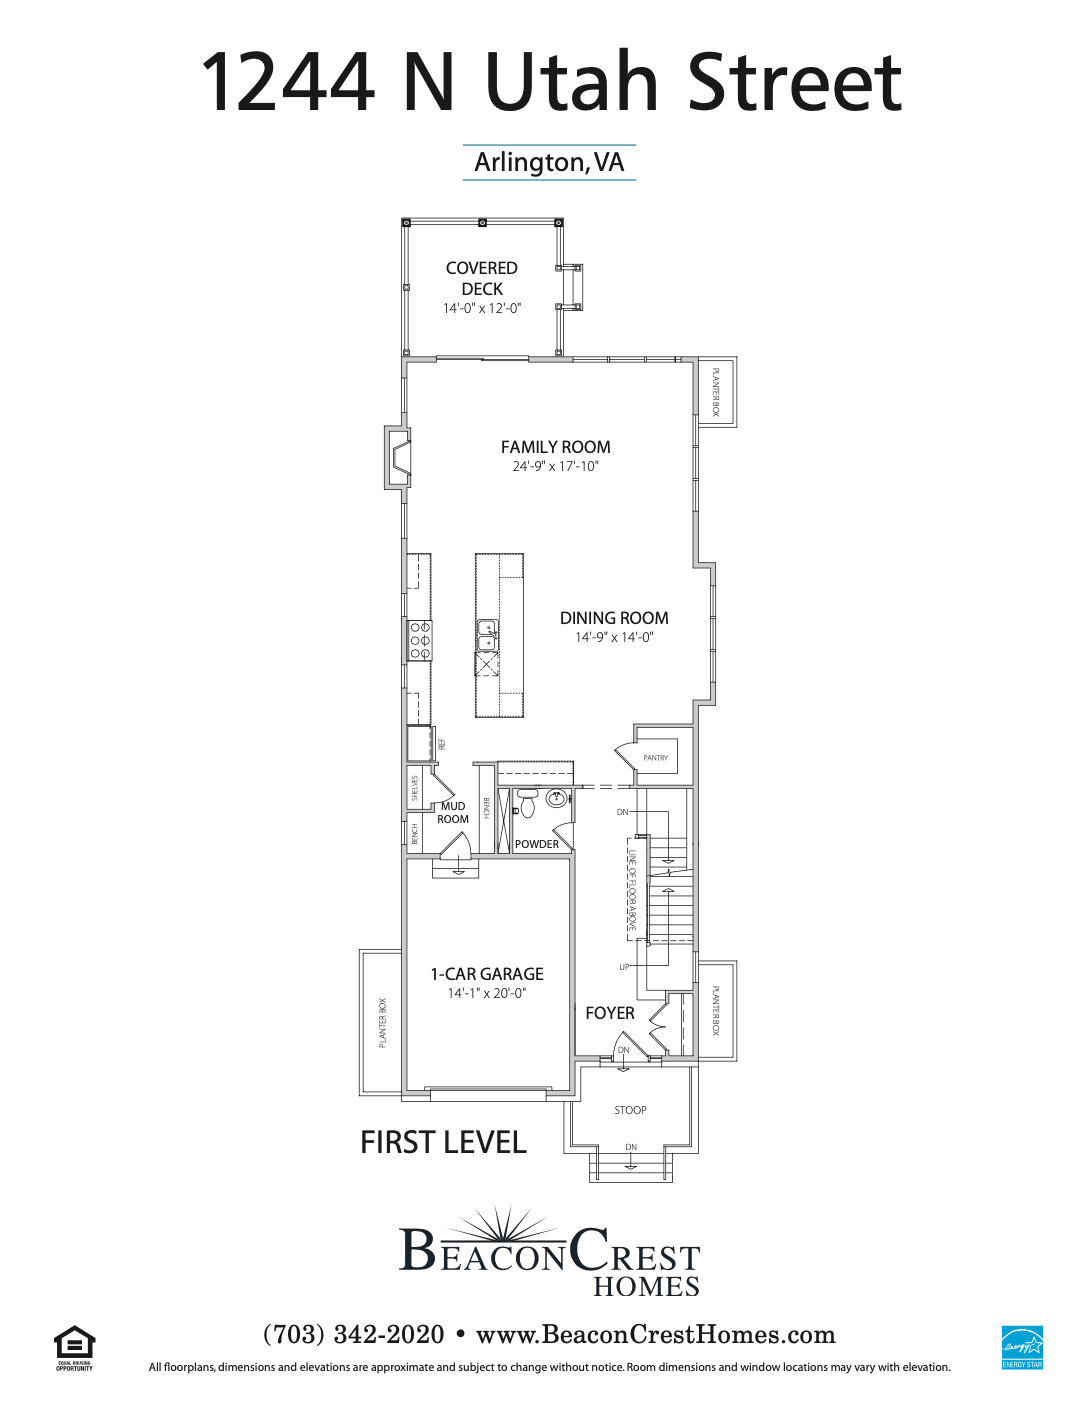 1244 N Utah Street
Arlington, VA
COVERED
DECK
14'-0" x 12'-0"
PLANTER BOX
FAMILY ROOM
24'-9" x 17'-10"
DINING ROOM
14'-9" x 14'-0"
REF
PANTRY
SHELVES
MUD
ROOM
BENCH
BENCH
POWDER
DN
LINE OF FLOOR ABOVE
UP
1-CAR GARAGE
14'-1" x 20'-0"
PLANTER BOX
PLANTER BOX
FOYER
DN
STOOP
DN
FIRST LEVEL
BEACONCREST
HOMES
(703) 342-2020 • www.BeaconCrestHomes.com
EQUAL HOUSING
OPPORTUNITY
All floorplans, dimensions and elevations are approximate and subject to change without notice. Room dimensions and window locations may vary with elevation.
energy
ENERGY STAR